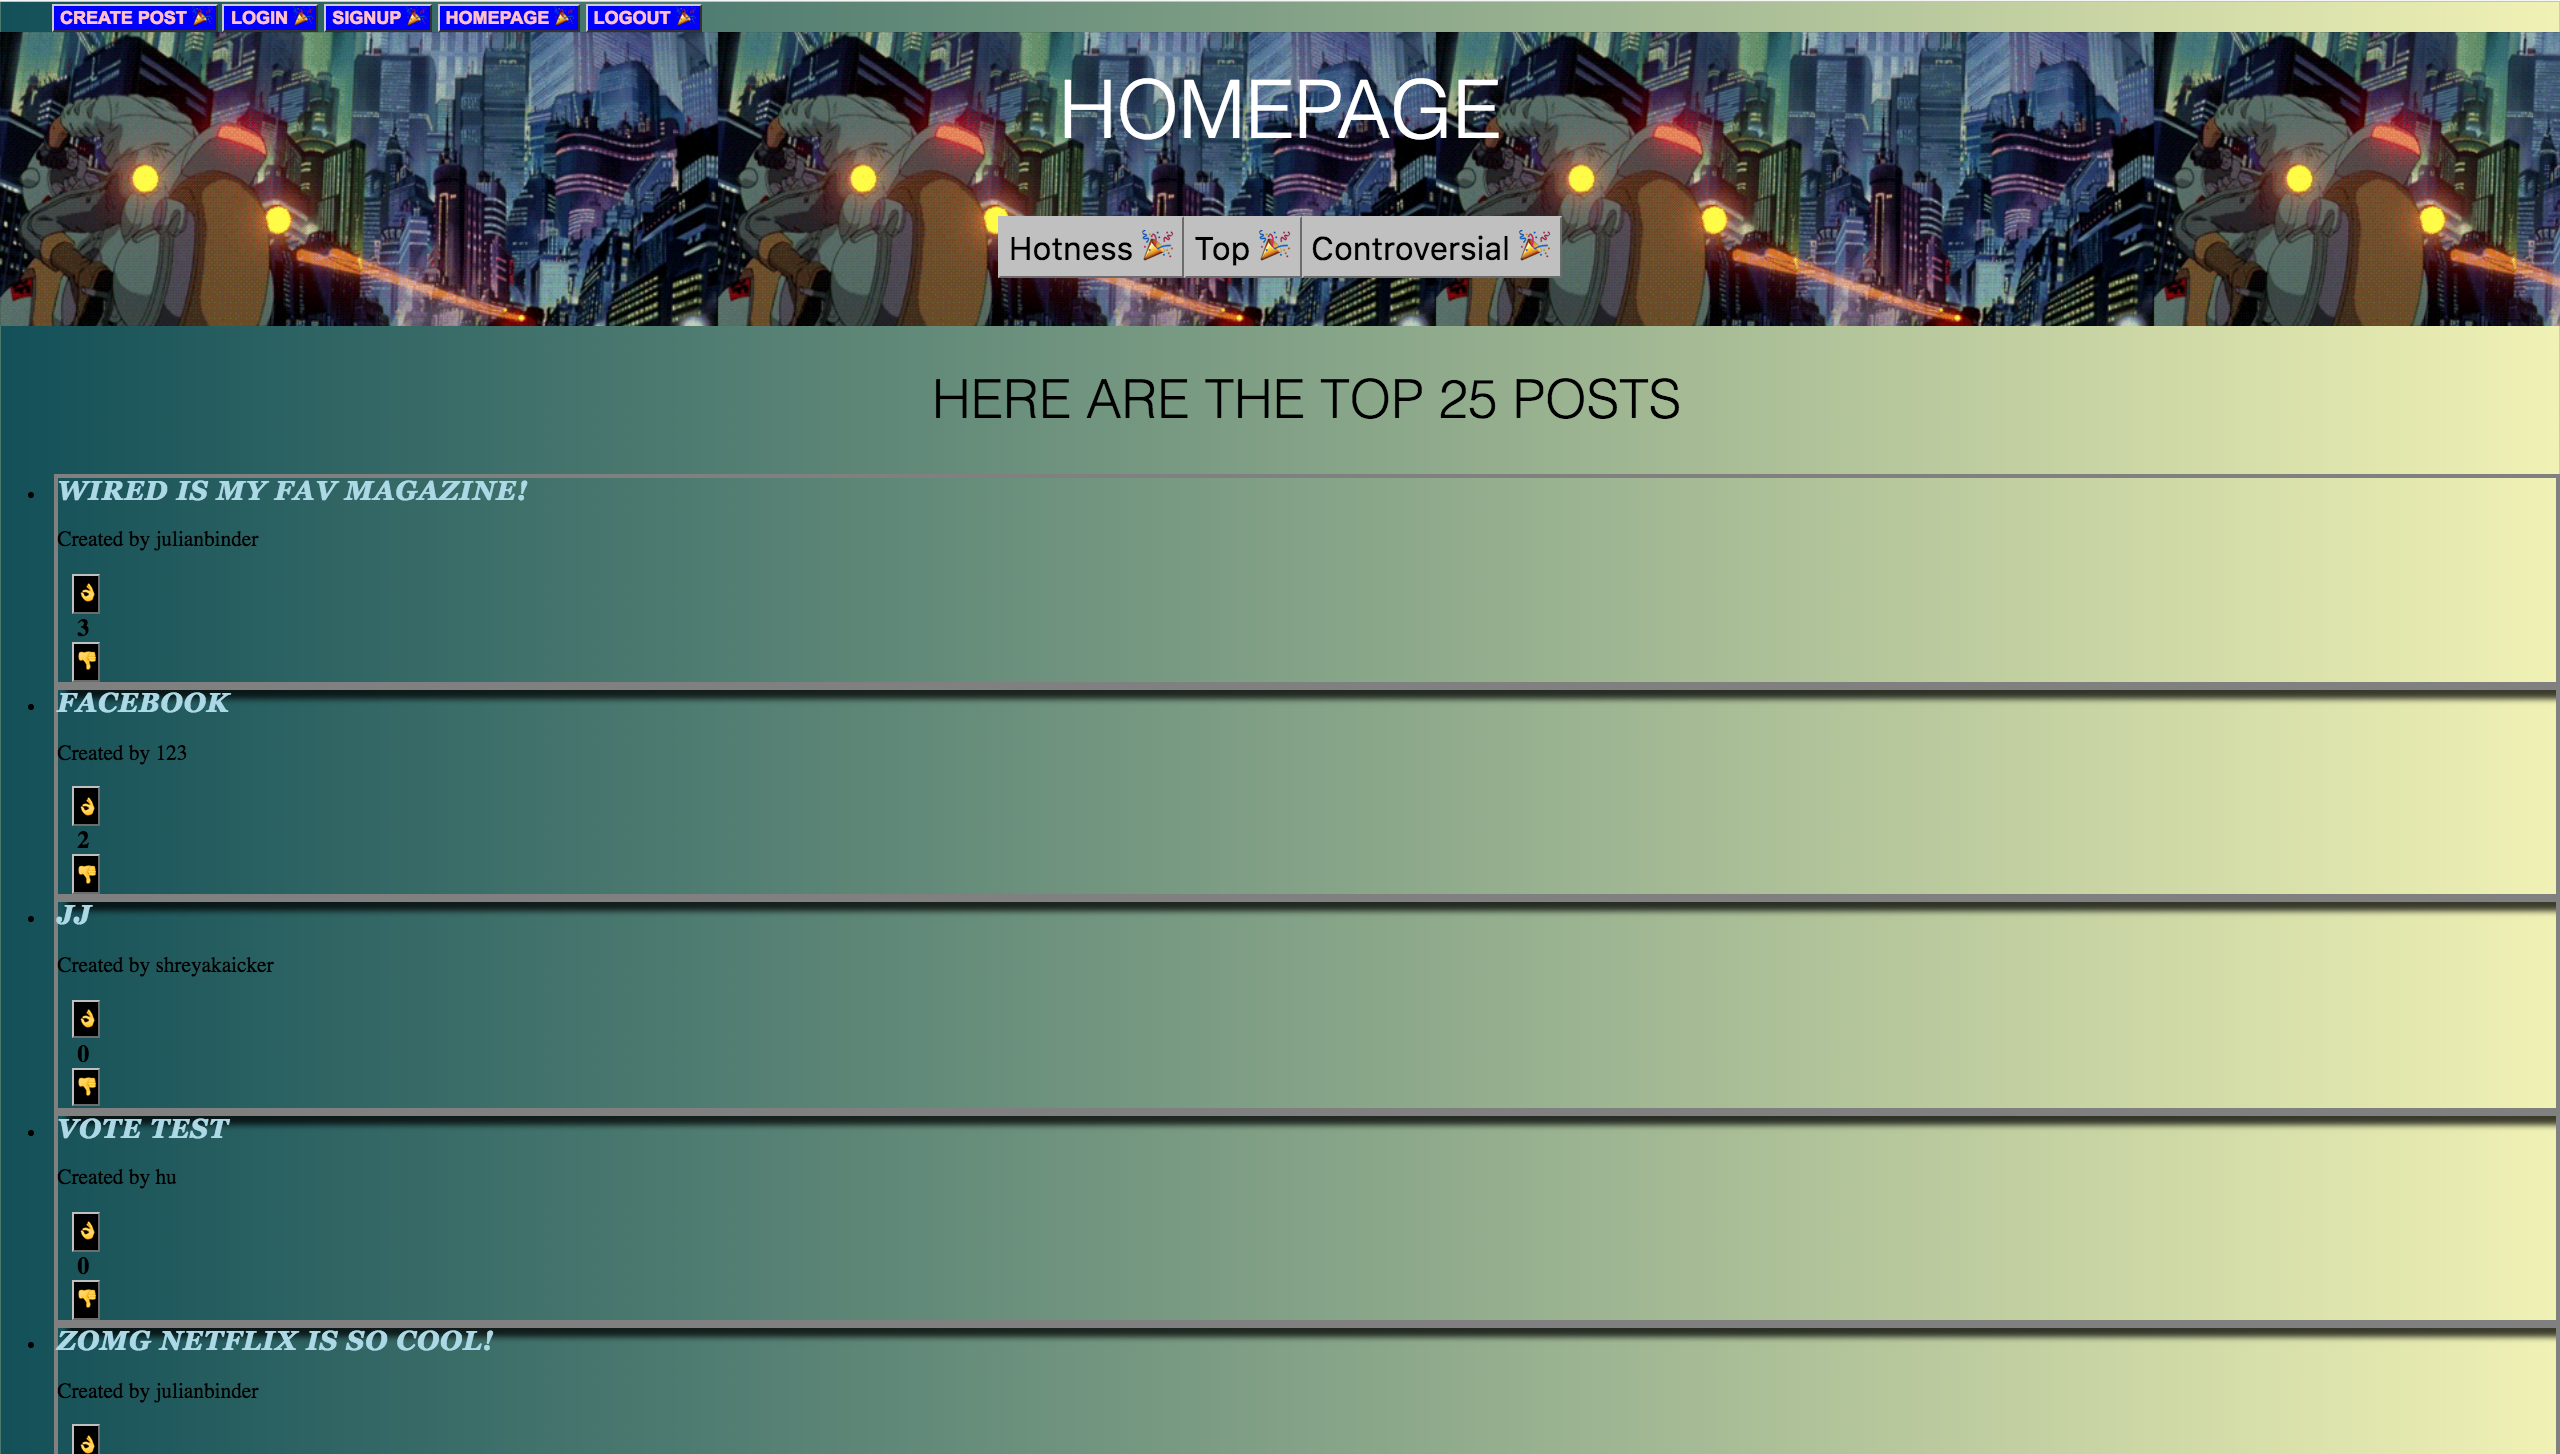 CREATE POST 🎉 LOGIN 🎉 SIGNUP 🎉 HOMEPAGE 🎉 LOGOUT 🎉
HOMEPAGE
Hotness 🎉 Top 🎉 Controversial 🎉
HERE ARE THE TOP 25 POSTS
WIRED IS MY FAV MAGAZINE!
Created by julianbinder
👌
3
👎
FACEBOOK
Created by 123
👌
2
👎
JJ
Created by shreyakaicker
👌
0
👎
VOTE TEST
Created by hu
👌
0
👎
ZOMG NETFLIX IS SO COOL!
Created by julianbinder
👌